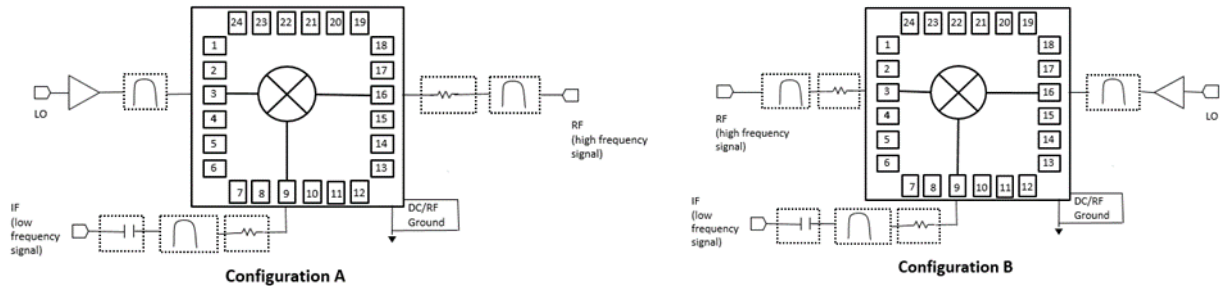 24 23 22 21 20 19
1 18
2 17
3 16
4 15
5 14
6 13
7 8 9 10 11 12
LO
RF
(high frequency
signal)
IF
(low
frequency
signal)
DC/RF
Ground
Configuration A
24 23 22 21 20 19
1 18
2 17
3 16
4 15
5 14
6 13
7 8 9 10 11 12
RF
(high frequency
signal)
LO
IF
(low
frequency
signal)
DC/RF
Ground
Configuration B